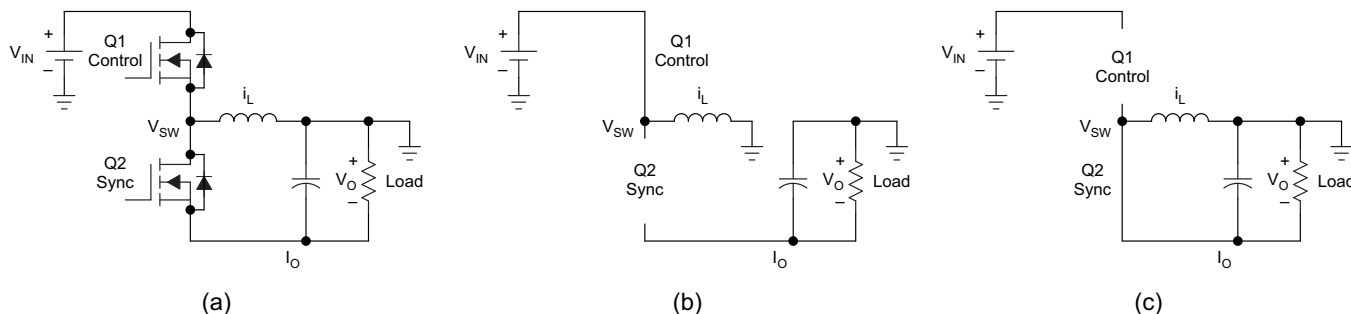 +
V_IN
−
Q1
Control
i_L
V_SW
Q2
Sync
+
V_O
−
Load
I_O
(a)
+
V_IN
−
Q1
Control
i_L
V_SW
Q2
Sync
+
V_O
−
Load
I_O
(b)
+
V_IN
−
Q1
Control
i_L
V_SW
Q2
Sync
+
V_O
−
Load
I_O
(c)